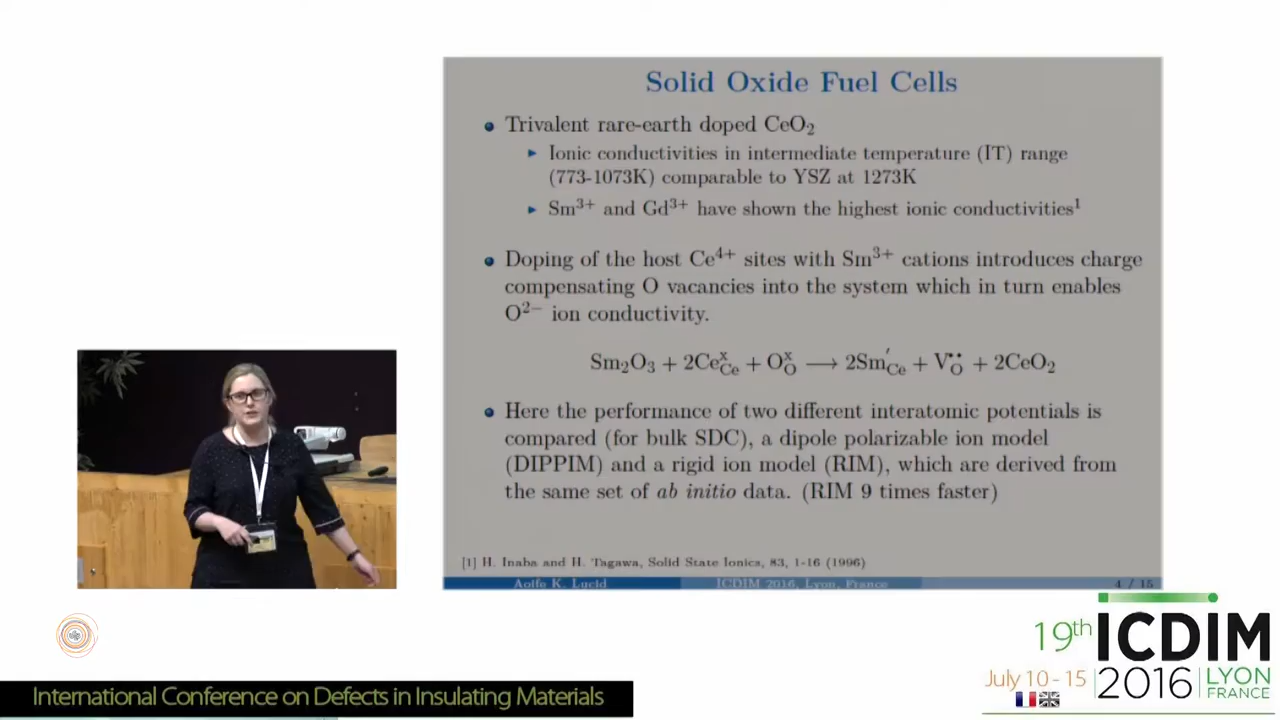 Solid Oxide Fuel Cells
Trivalent rare-earth doped CeO₂
Ionic conductivities in intermediate temperature (IT) range
(773-1073K) comparable to YSZ at 1273K
Sm³⁺ and Gd³⁺ have shown the highest ionic conductivities¹
Doping of the host Ce⁴⁺ sites with Sm³⁺ cations introduces charge
compensating O vacancies into the system which in turn enables
O²⁻ ion conductivity.
Sm₂O₃ + 2Ce^x_Ce + O^x_O ⟶ 2Sm^′_Ce + V^••_O + 2CeO₂
Here the performance of two different interatomic potentials is
compared (for bulk SDC), a dipole polarizable ion model
(DIPPIM) and a rigid ion model (RIM), which are derived from
the same set of ab initio data. (RIM 9 times faster)
[1] H. Inaba and H. Tagawa, Solid State Ionics, 83, 1-16 (1996)
Aoife K. Lucid ICDIM 2016, Lyon, France 4 / 15
19th ICDIM
July 10 - 15 2016 LYON
FRANCE
International Conference on Defects in Insulating Materials